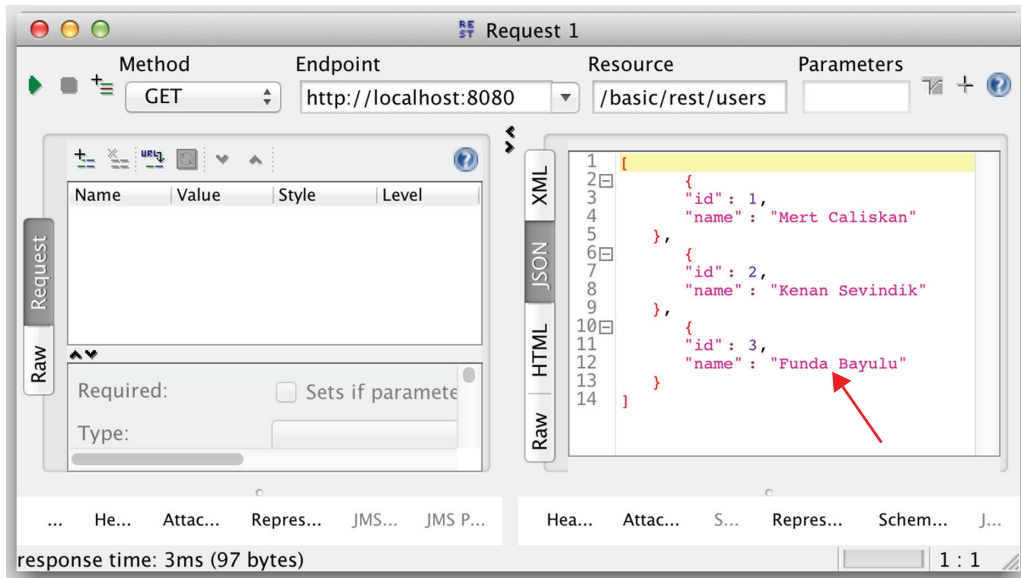 REST Request 1
Method Endpoint Resource Parameters
GET http://localhost:8080 /basic/rest/users
URL
Name Value Style Level
Request
Raw
Required: Sets if paramete
Type:
XML
JSON
HTML
Raw
1 [
2 {
3 "id": 1,
4 "name": "Mert Caliskan"
5 },
6 {
7 "id": 2,
8 "name": "Kenan Sevindik"
9 },
10 {
11 "id": 3,
12 "name": "Funda Bayulu"
13 }
14 ]
... He... Attac... Repres... JMS... JMS P...
Hea... Attac... S... Repres... Schem... J...
response time: 3ms (97 bytes)
1 : 1